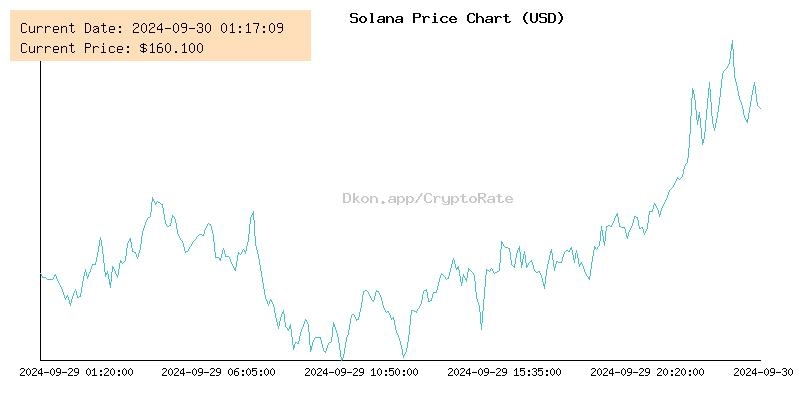 Solana Price Chart (USD)
Current Date: 2024-09-30 01:17:09
Current Price: $160.100
Dkon.app/CryptoRate
2024-09-29 01:20:00 2024-09-29 06:05:00 2024-09-29 10:50:00 2024-09-29 15:35:00 2024-09-29 20:20:00 2024-09-30